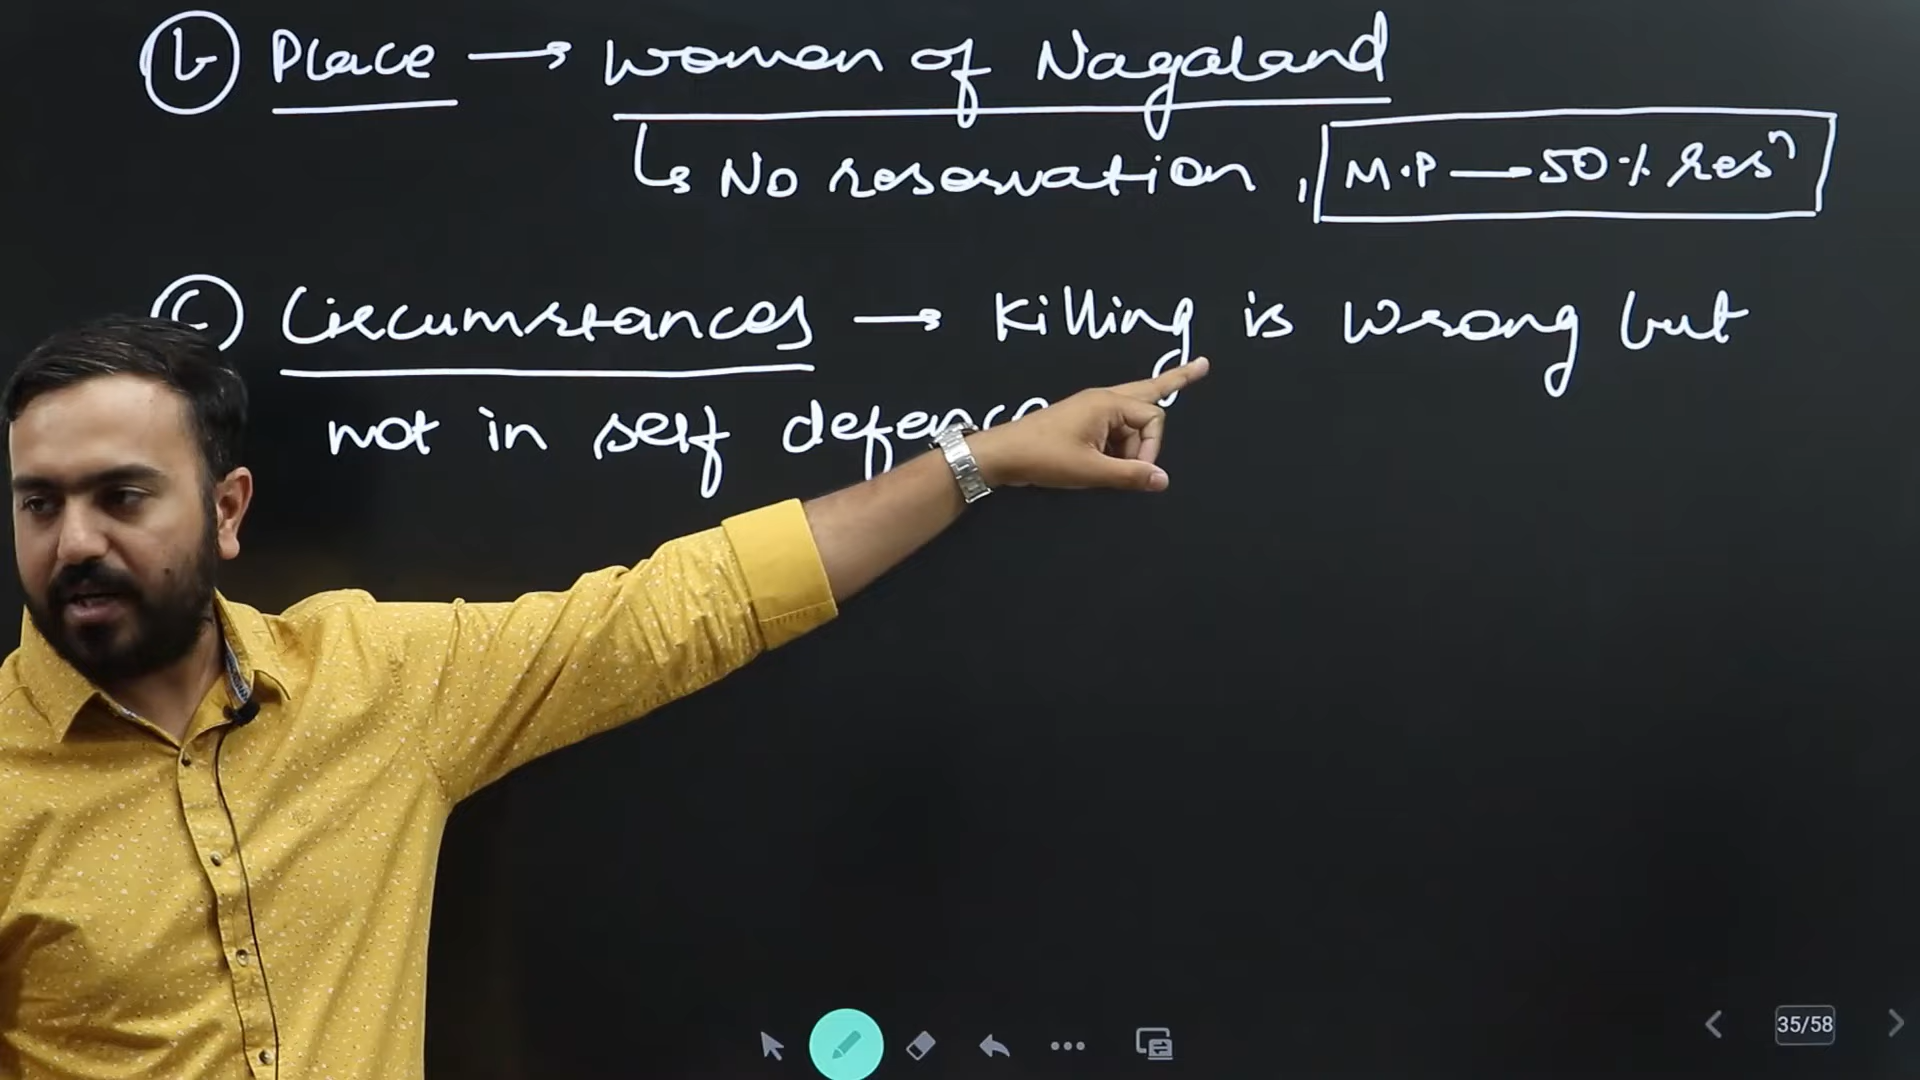 b Place → Women of Nagaland
↳ No reservation, M.P → 50% resⁿ
C Circumstances → Killing is wrong but
not in self defence
35/58